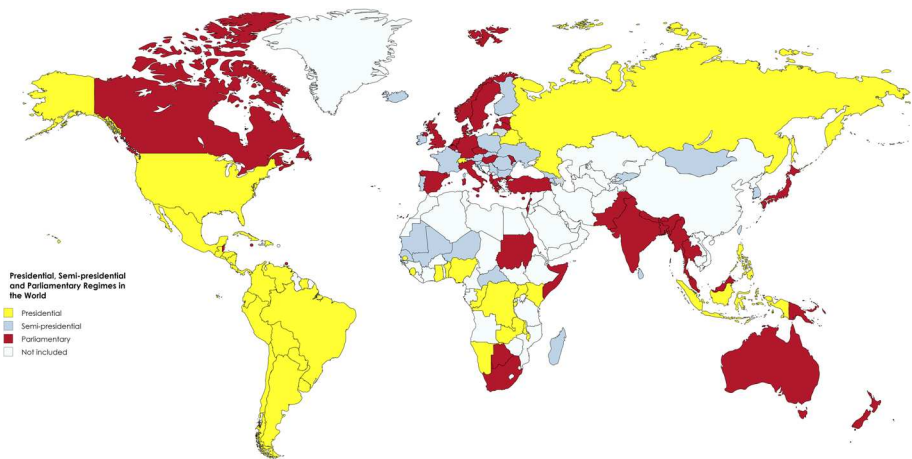 Presidential, Semi-presidential
and Parliamentary Regimes in
the World
Presidential
Semi-presidential
Parliamentary
Not included